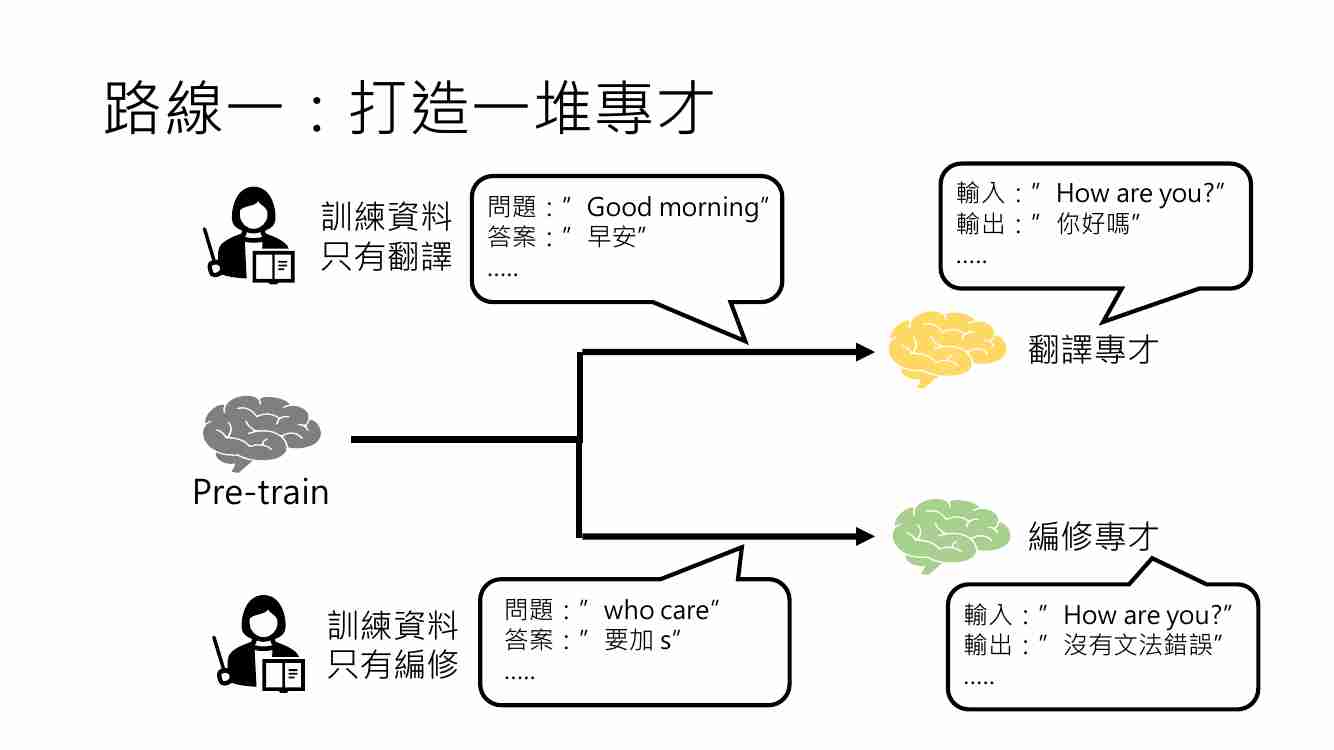 路線一：打造一堆專才
訓練資料
只有翻譯
問題：”Good morning”
答案：”早安”
.....
輸入：”How are you?”
輸出：”你好嗎”
.....
翻譯專才
Pre-train
編修專才
訓練資料
只有編修
問題：”who care”
答案：”要加 s”
.....
輸入：”How are you?”
輸出：”沒有文法錯誤”
.....